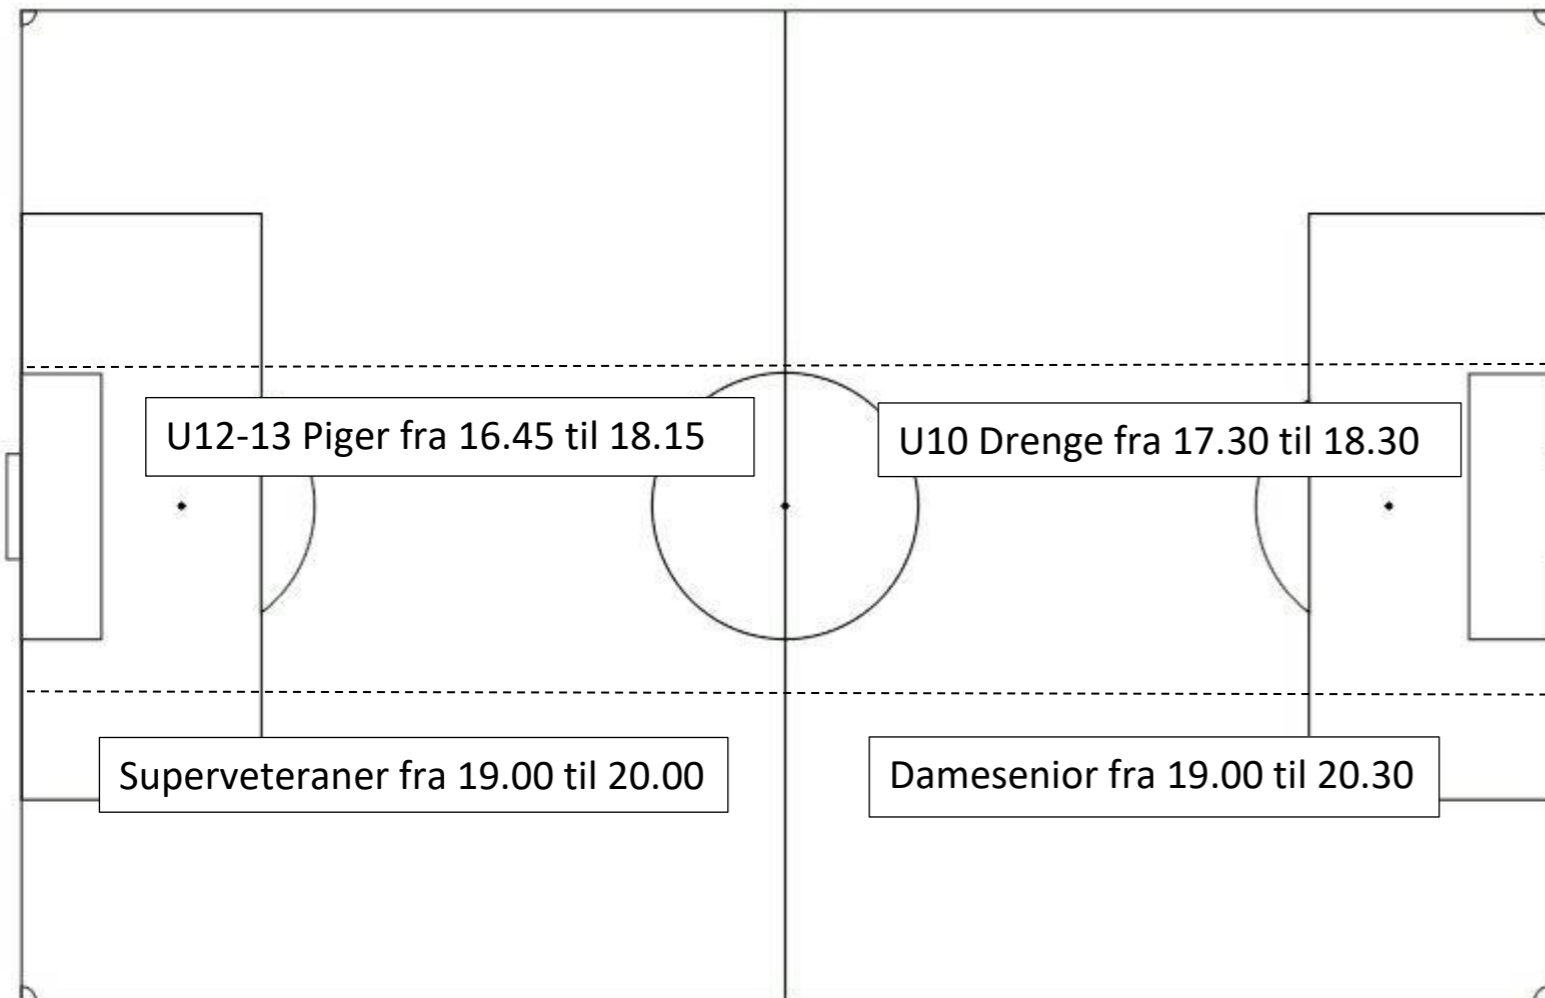 U12-13 Piger fra 16.45 til 18.15
U10 Drenge fra 17.30 til 18.30
Superveteraner fra 19.00 til 20.00
Damesenior fra 19.00 til 20.30